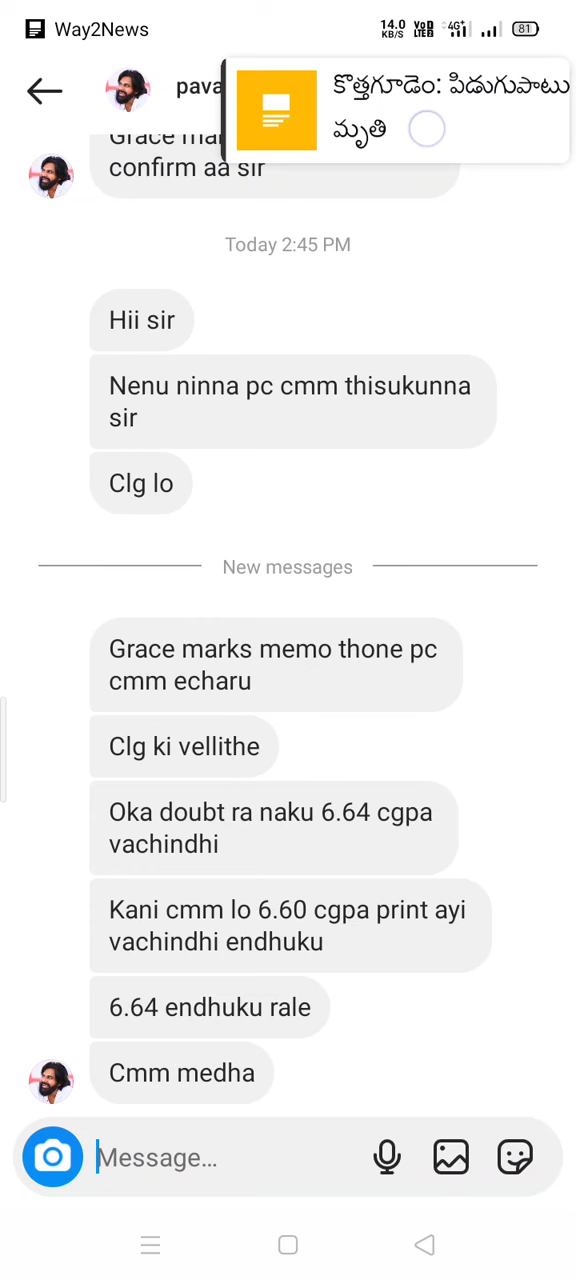 Way2News
14.0 KB/S VoD LTE2 4G+ 81
pava
కొత్తగూడెం: పిడుగుపాటు
మృతి
confirm aa sir
Today 2:45 PM
Hii sir
Nenu ninna pc cmm thisukunna
sir
Clg lo
New messages
Grace marks memo thone pc
cmm echaru
Clg ki vellithe
Oka doubt ra naku 6.64 cgpa
vachindhi
Kani cmm lo 6.60 cgpa print ayi
vachindhi endhuku
6.64 endhuku rale
Cmm medha
Message...